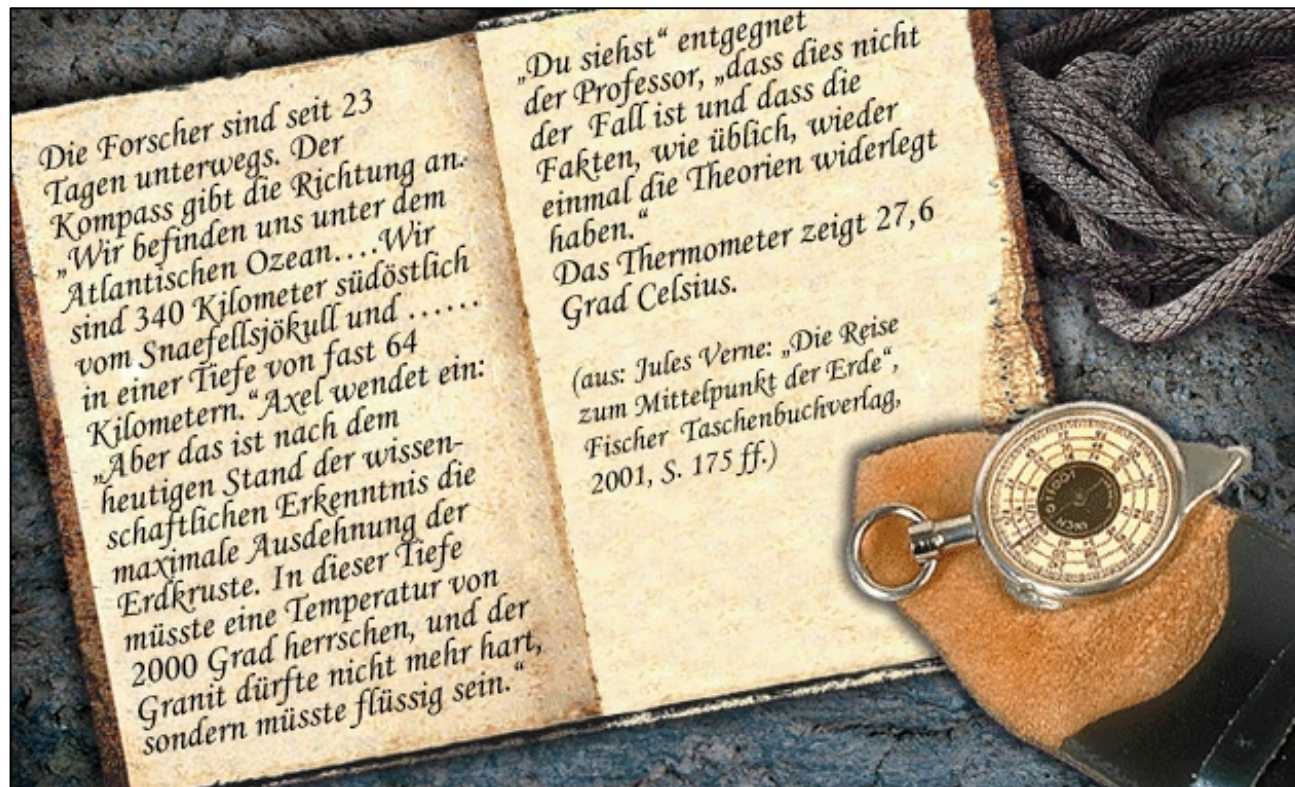 Die Forscher sind seit 23
Tagen unterwegs. Der
Kompass gibt die Richtung an.
„Wir befinden uns unter dem
Atlantischen Ozean….Wir
sind 340 Kilometer südöstlich
vom Snaefellsjökull und ……
in einer Tiefe von fast 64
Kilometern.“Axel wendet ein:
„Aber das ist nach dem
heutigen Stand der wissen-
schaftlichen Erkenntnis die
maximale Ausdehnung der
Erdkruste. In dieser Tiefe
müsste eine Temperatur von
2000 Grad herrschen, und der
Granit dürfte nicht mehr hart,
sondern müsste flüssig sein.“
„Du siehst“ entgegnet
der Professor, „dass dies nicht
der Fall ist und dass die
Fakten, wie üblich, wieder
einmal die Theorien widerlegt
haben.“
Das Thermometer zeigt 27,6
Grad Celsius.
(aus: Jules Verne: „Die Reise
zum Mittelpunkt der Erde“,
Fischer Taschenbuchverlag,
2001, S. 175 ff.)